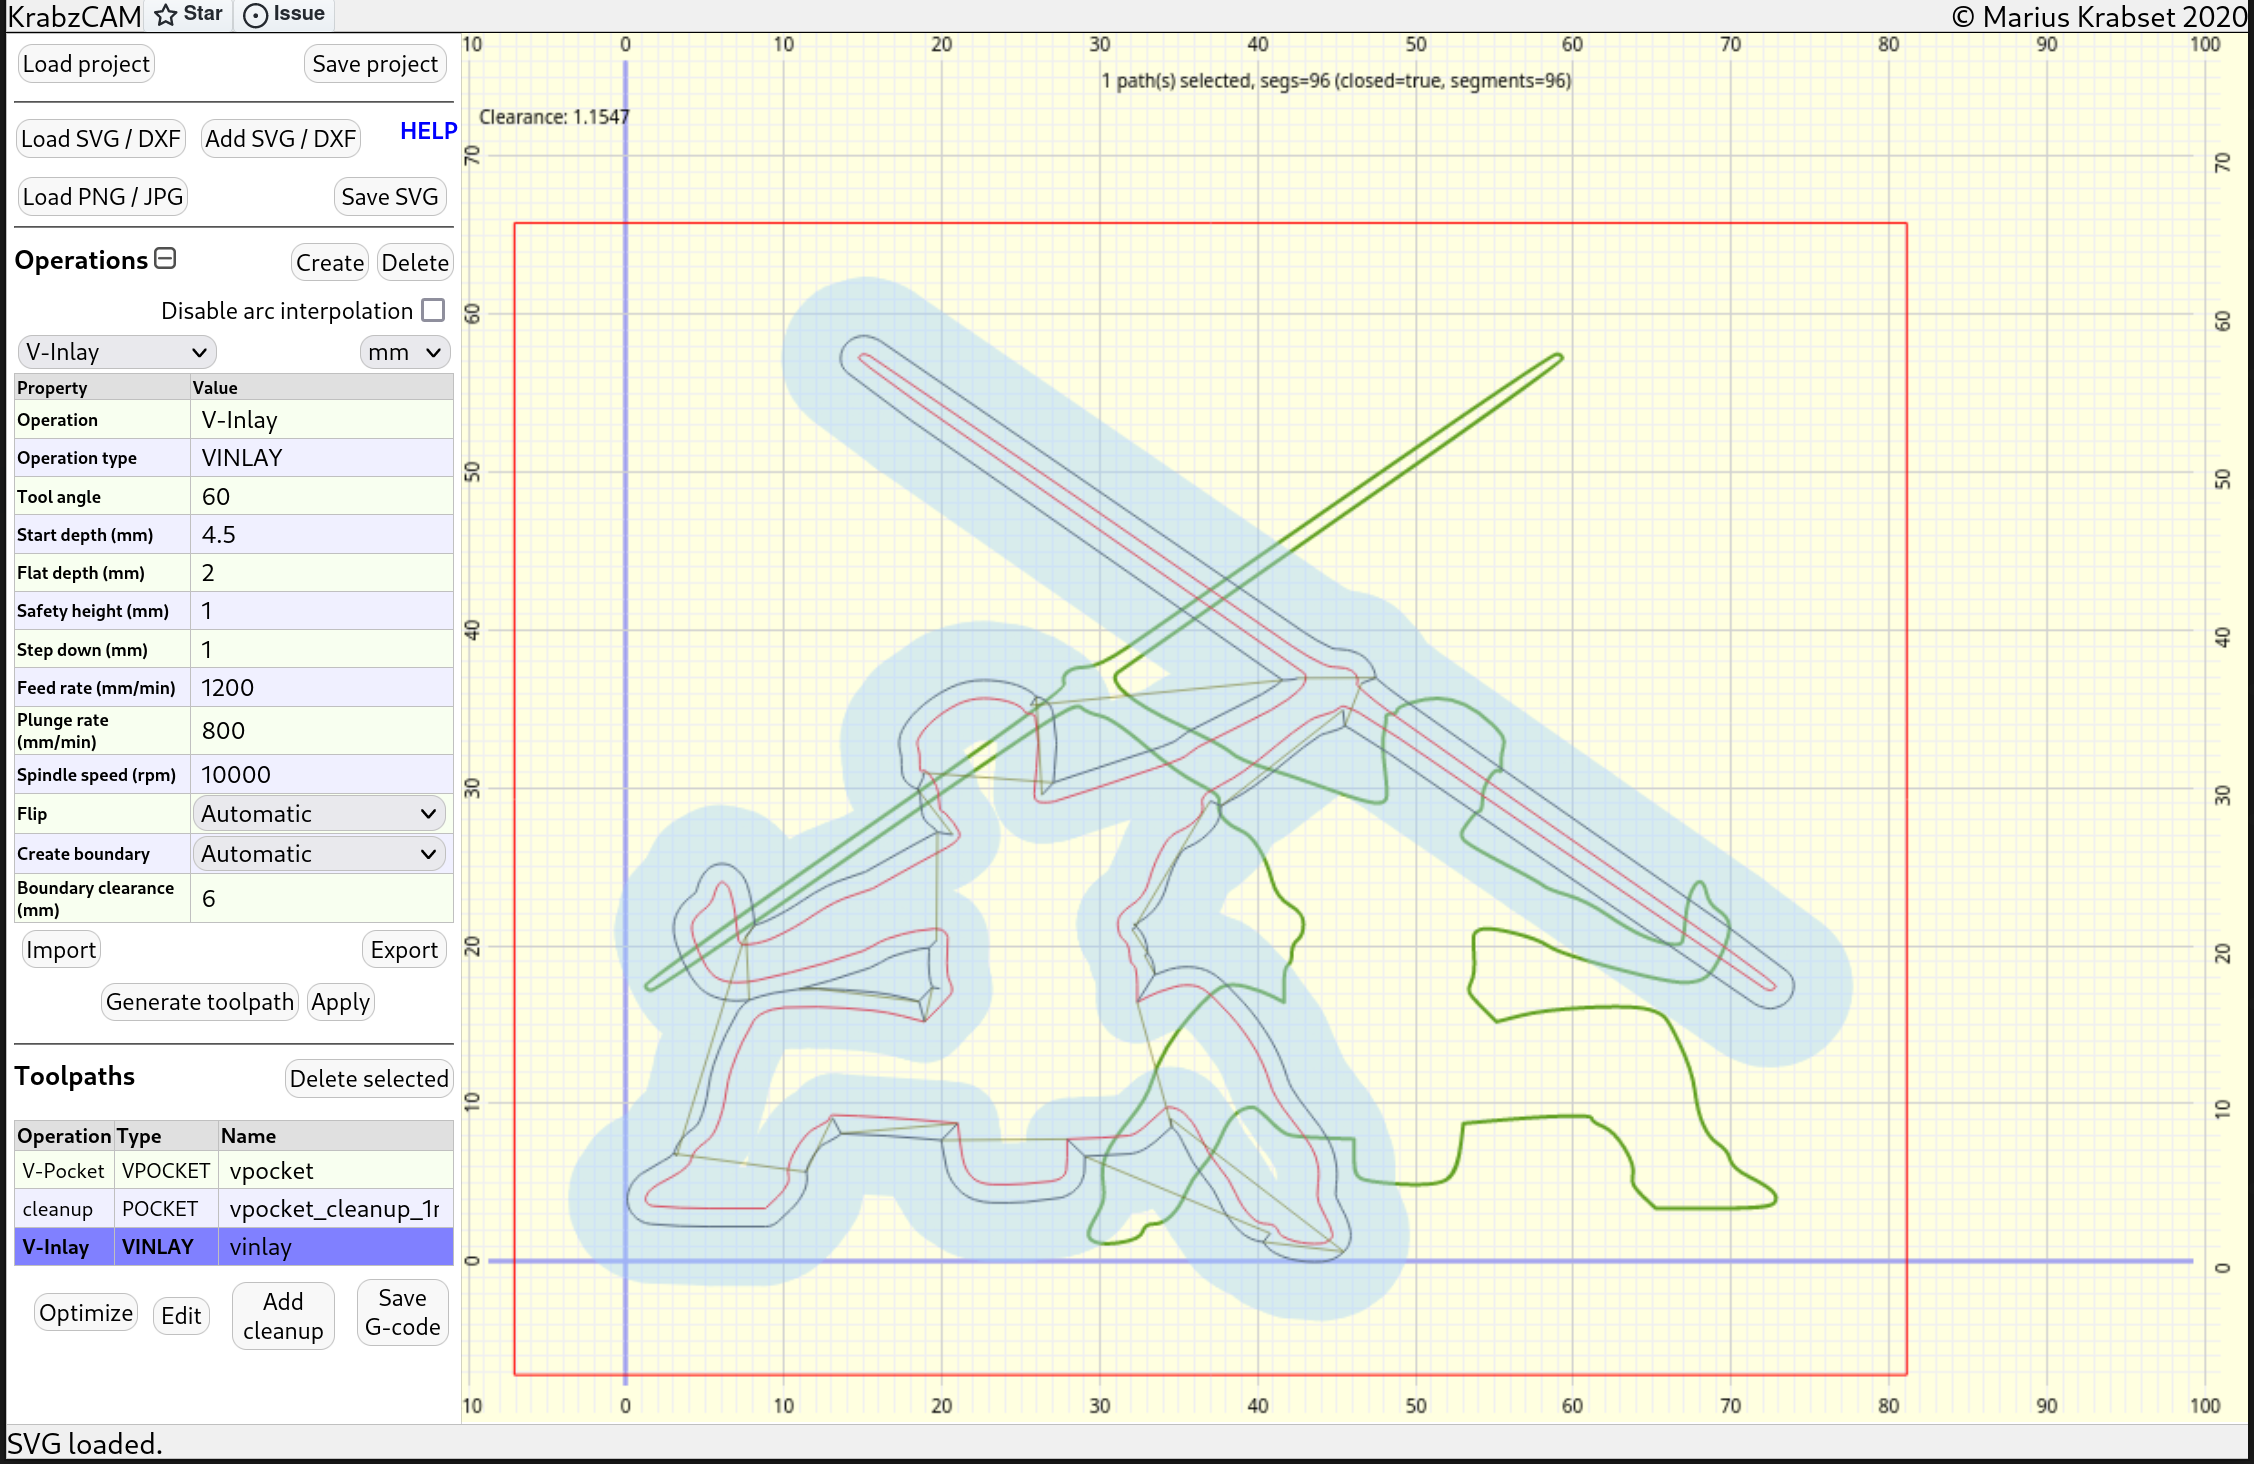 KrabzCAM Star Issue © Marius Krabset 2020
Load project Save project
Load SVG / DXF Add SVG / DXF HELP
Load PNG / JPG Save SVG
Operations Create Delete
Disable arc interpolation
V-Inlay mm
Property Value
Operation V-Inlay
Operation type VINLAY
Tool angle 60
Start depth (mm) 4.5
Flat depth (mm) 2
Safety height (mm) 1
Step down (mm) 1
Feed rate (mm/min) 1200
Plunge rate (mm/min) 800
Spindle speed (rpm) 10000
Flip Automatic
Create boundary Automatic
Boundary clearance (mm) 6
Import Export
Generate toolpath Apply
Toolpaths Delete selected
Operation Type Name
V-Pocket VPOCKET vpocket
cleanup POCKET vpocket_cleanup_1r
V-Inlay VINLAY vinlay
Optimize Edit Add cleanup Save G-code
10 0 10 20 30 40 50 60 70 80 90 100
1 path(s) selected, segs=96 (closed=true, segments=96)
Clearance: 1.1547
70 70
60 60
50 50
40 40
30 30
20 20
10 10
0 0
10 0 10 20 30 40 50 60 70 80 90 100
SVG loaded.